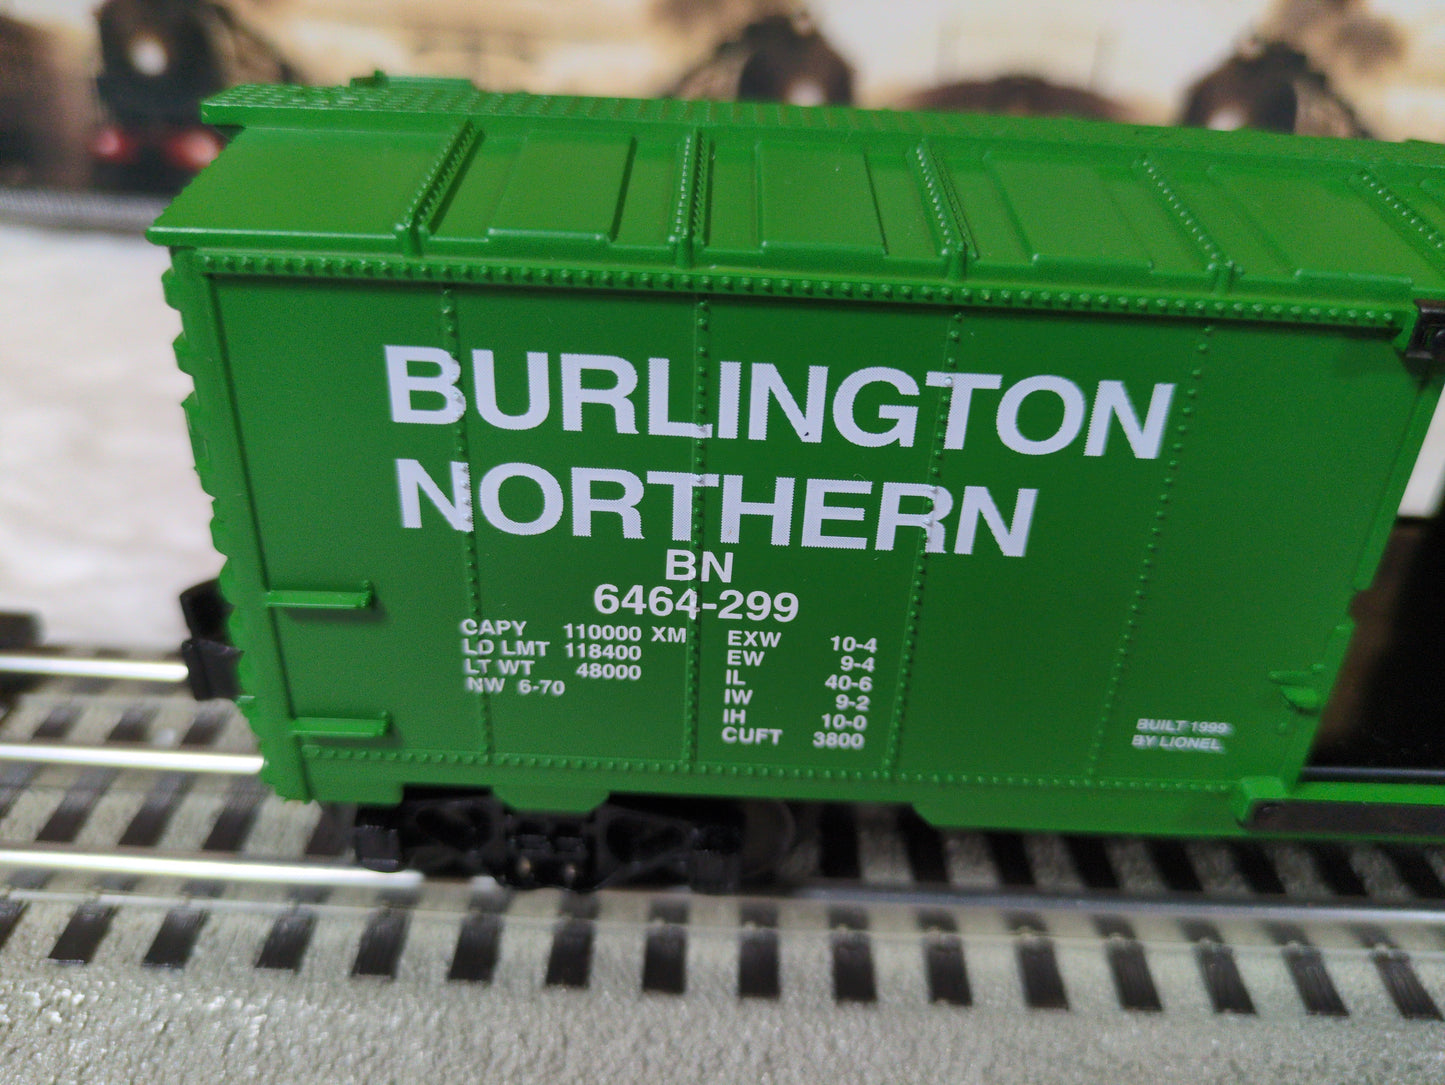 BURLINGTON
NORTHERN
BN
6464-299
CAPY 110000 XM
LD LMT 118400
LT WT 48000
NW 6-70
EXW 10-4
EW 9-4
IL 40-6
IW 9-2
IH 10-0
CUFT 3800
BUILT 1999
BY LIONEL